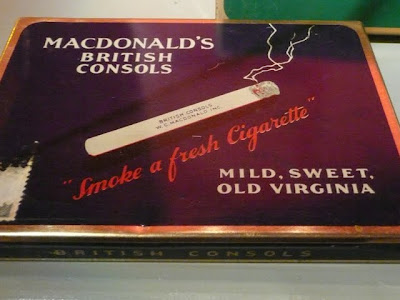 MACDONALD'S
BRITISH
CONSOLS
BRITISH CONSOLS
W.C. MACDONALD INC.
"Smoke a fresh Cigarette"
MILD, SWEET,
OLD VIRGINIA
BRITISH CONSOLS